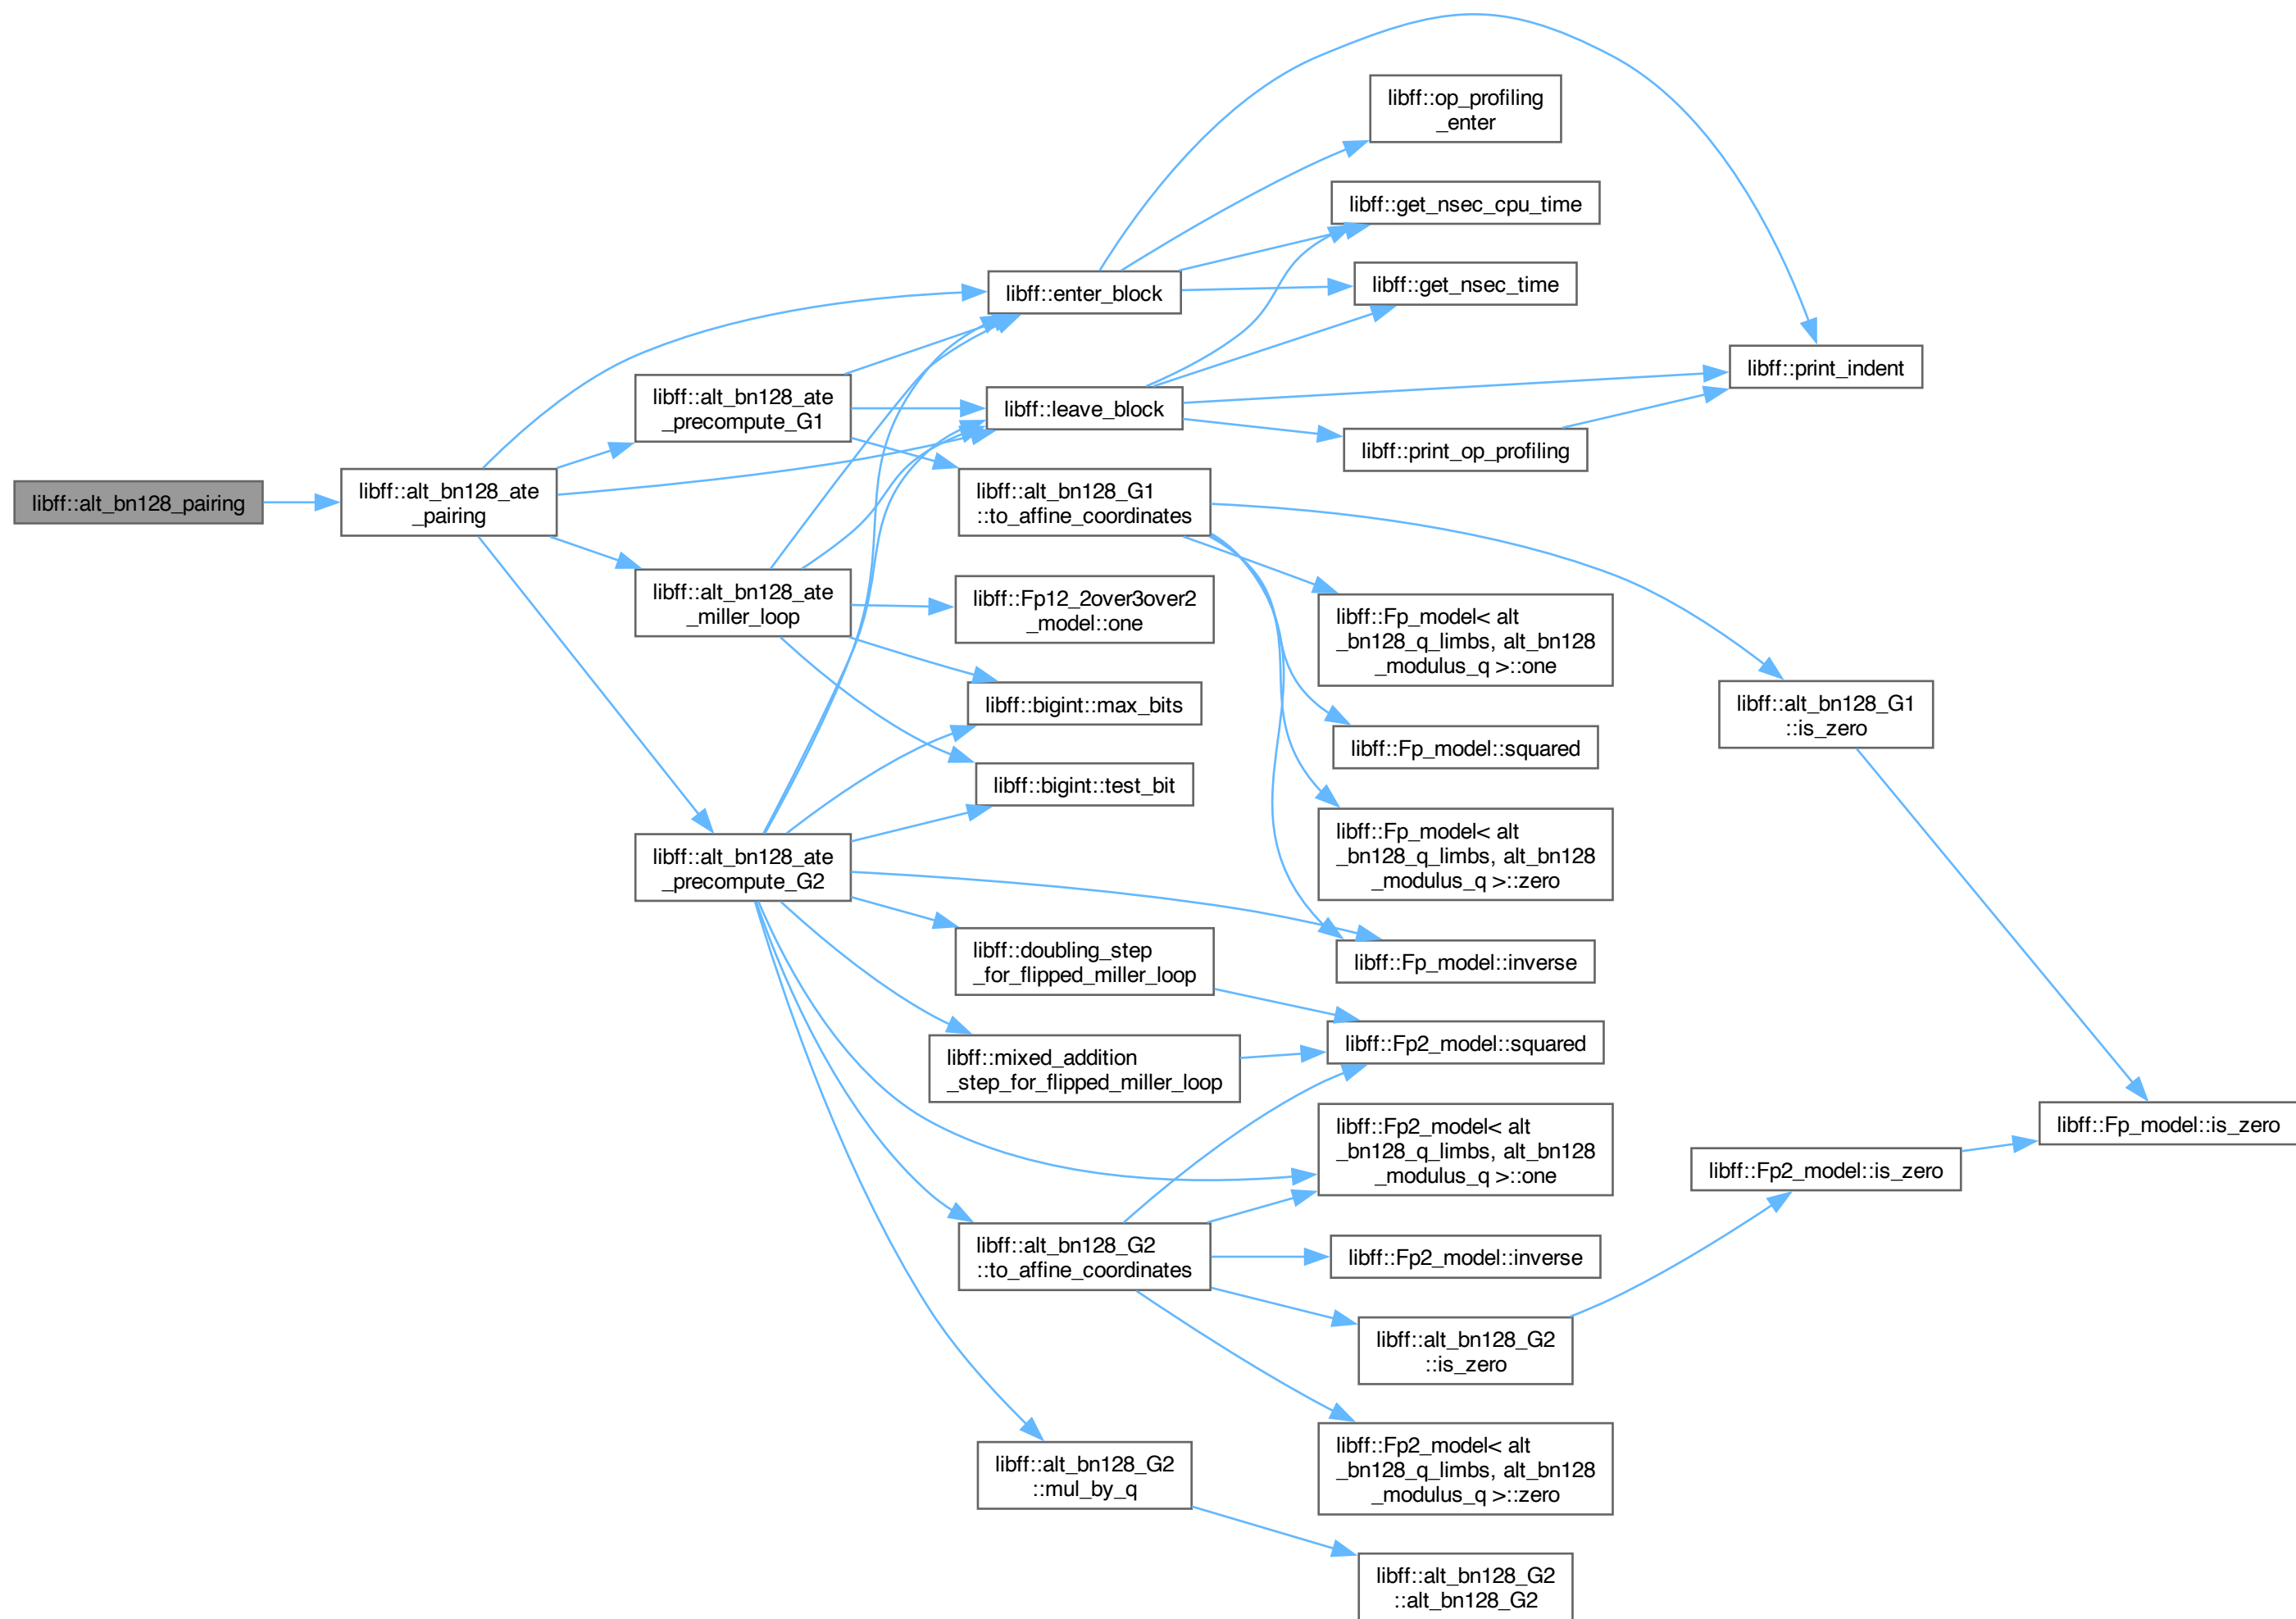 libff::alt_bn128_pairing
libff::alt_bn128_ate
_pairing
libff::alt_bn128_ate
_precompute_G1
libff::alt_bn128_ate
_miller_loop
libff::alt_bn128_ate
_precompute_G2
libff::enter_block
libff::leave_block
libff::alt_bn128_G1
::to_affine_coordinates
libff::Fp12_2over3over2
_model::one
libff::bigint::max_bits
libff::bigint::test_bit
libff::doubling_step
_for_flipped_miller_loop
libff::mixed_addition
_step_for_flipped_miller_loop
libff::alt_bn128_G2
::to_affine_coordinates
libff::alt_bn128_G2
::mul_by_q
libff::op_profiling
_enter
libff::get_nsec_cpu_time
libff::get_nsec_time
libff::print_op_profiling
libff::Fp_model< alt
_bn128_q_limbs, alt_bn128
_modulus_q >::one
libff::Fp_model::squared
libff::Fp_model< alt
_bn128_q_limbs, alt_bn128
_modulus_q >::zero
libff::Fp_model::inverse
libff::Fp2_model::squared
libff::Fp2_model< alt
_bn128_q_limbs, alt_bn128
_modulus_q >::one
libff::Fp2_model::inverse
libff::alt_bn128_G2
::is_zero
libff::Fp2_model< alt
_bn128_q_limbs, alt_bn128
_modulus_q >::zero
libff::alt_bn128_G2
::alt_bn128_G2
libff::print_indent
libff::alt_bn128_G1
::is_zero
libff::Fp2_model::is_zero
libff::Fp_model::is_zero